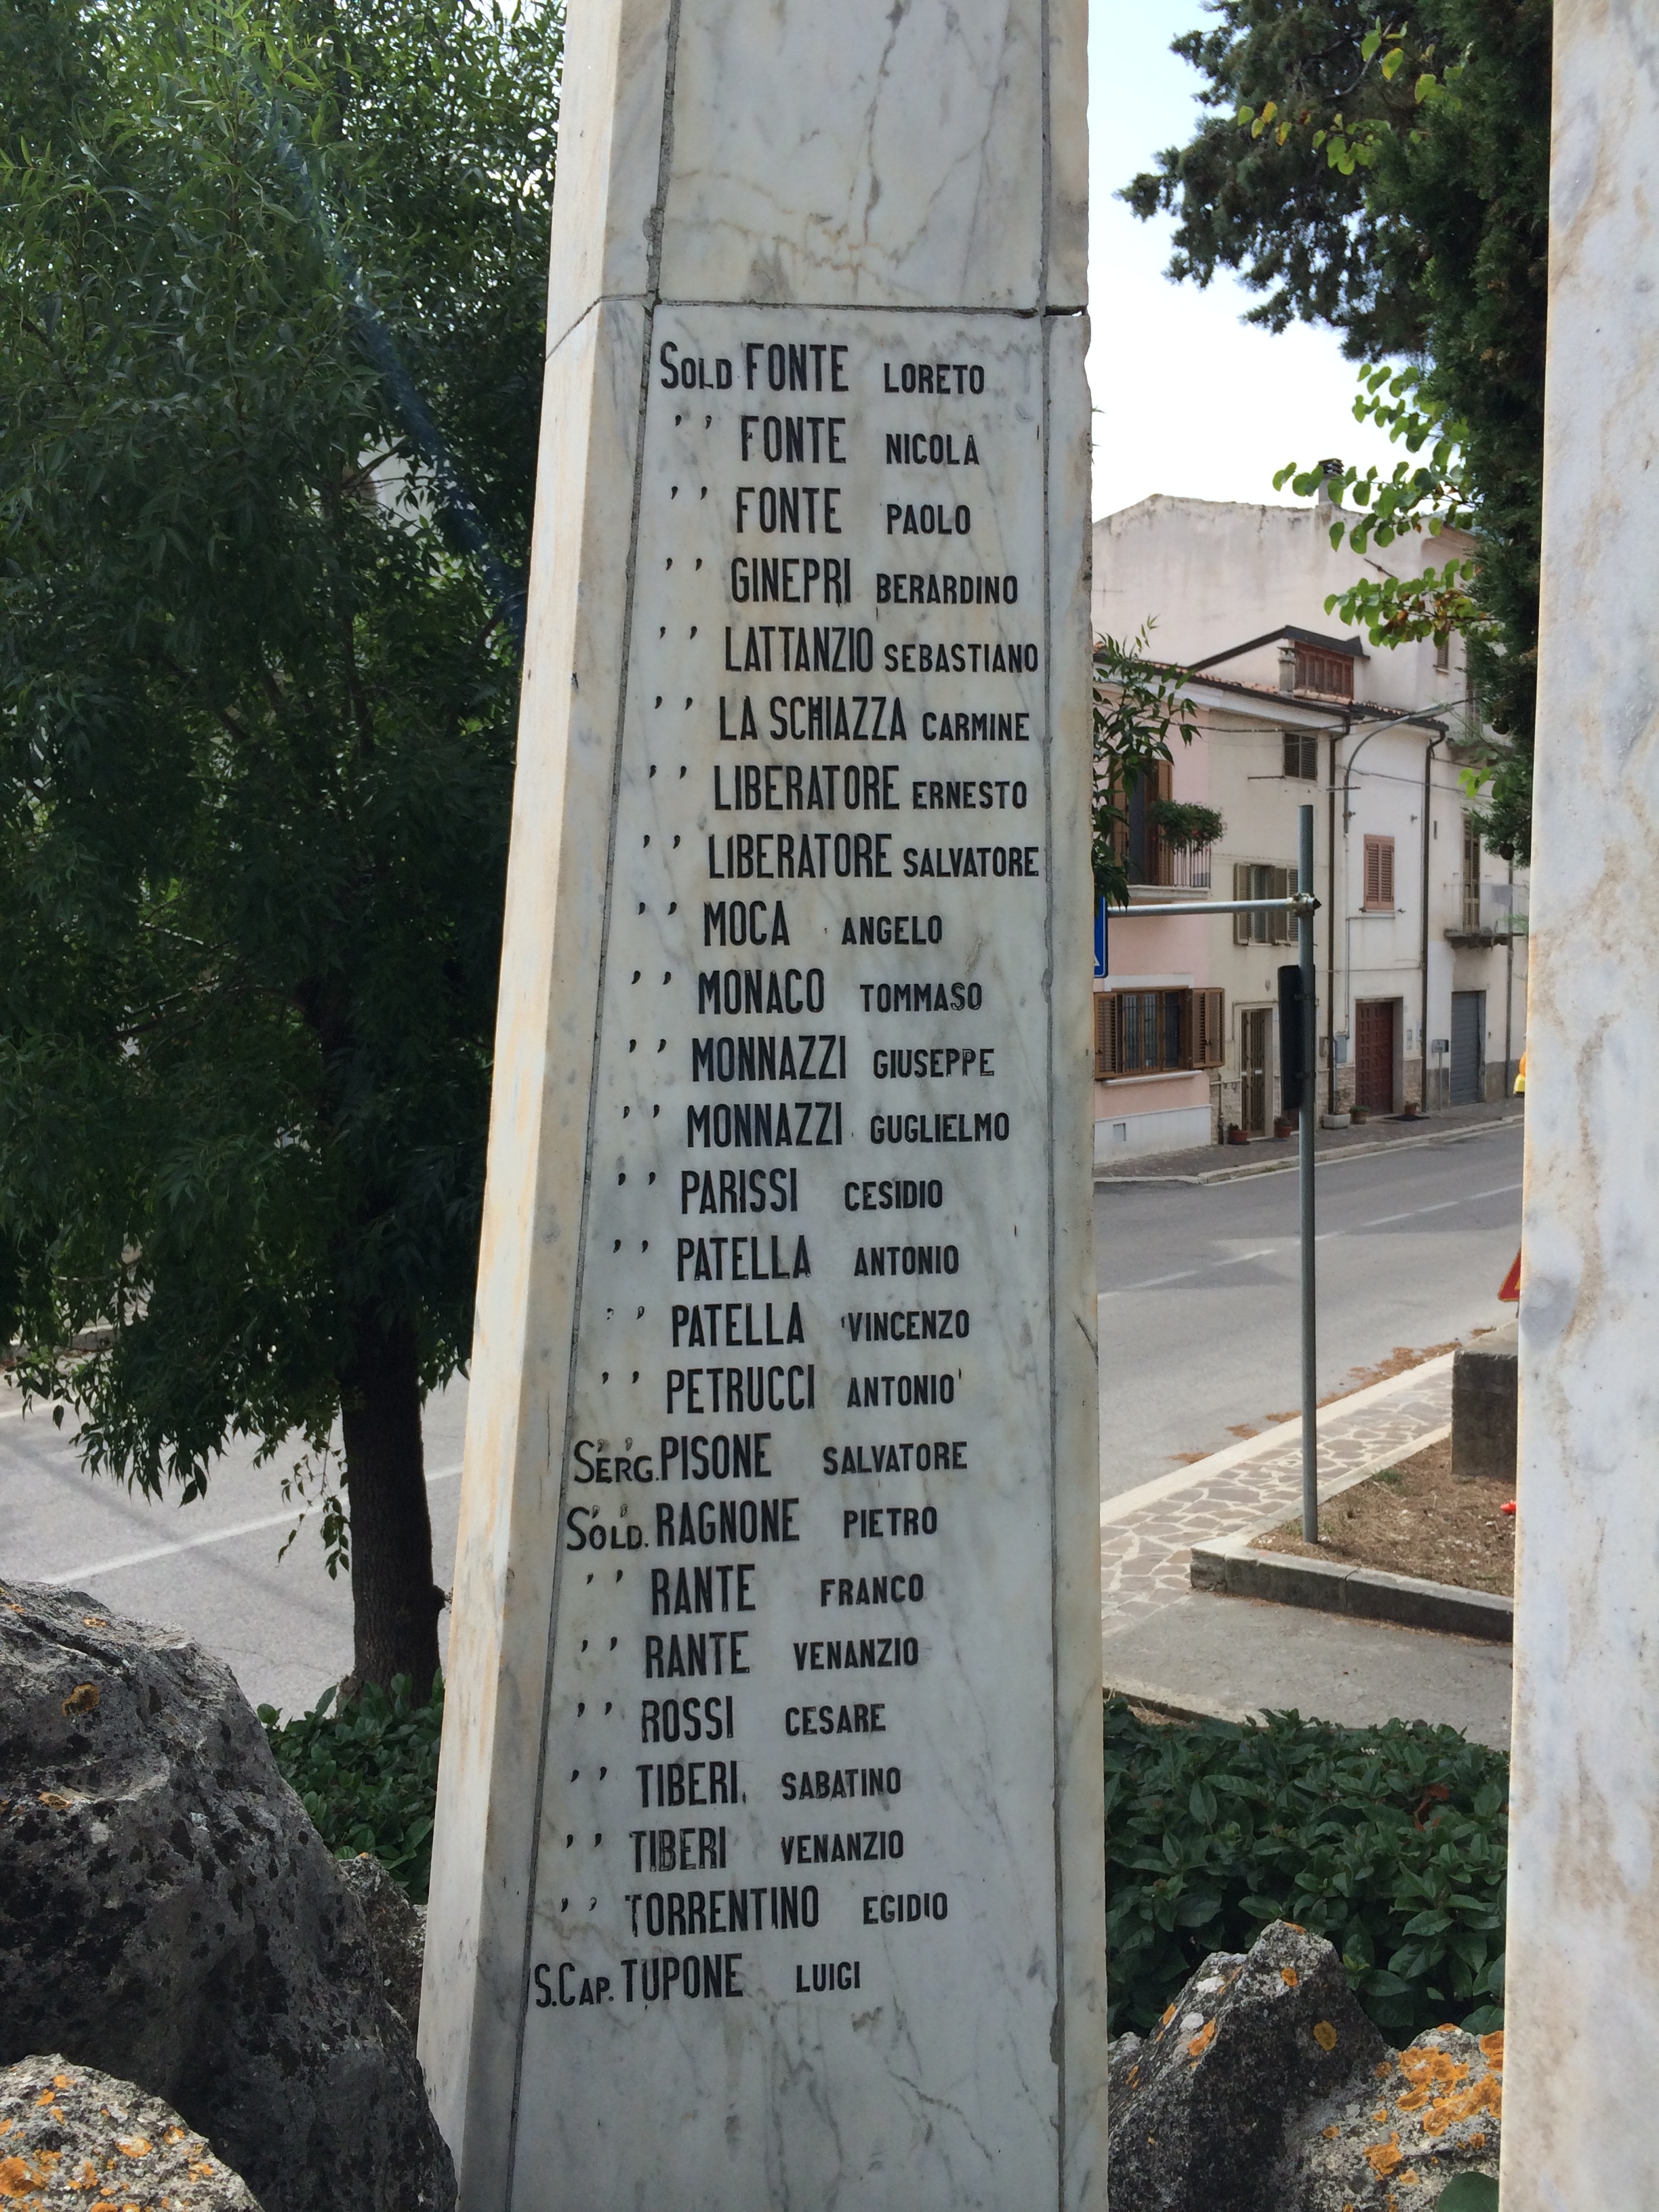 SOLD FONTE LORETO
’’ FONTE NICOLA
’’ FONTE PAOLO
’’ GINEPRI BERARDINO
’’ LATTANZIO SEBASTIANO
’’ LA SCHIAZZA CARMINE
’’ LIBERATORE ERNESTO
’’ LIBERATORE SALVATORE
’’ MOCA ANGELO
’’ MONACO TOMMASO
’’ MONNAZZI GIUSEPPE
’’ MONNAZZI GUGLIELMO
’’ PARISSI CESIDIO
’’ PATELLA ANTONIO
’’ PATELLA VINCENZO
’’ PETRUCCI ANTONIO
SERG. PISONE SALVATORE
SOLD. RAGNONE PIETRO
’’ RANTE FRANCO
’’ RANTE VENANZIO
’’ ROSSI CESARE
’’ TIBERI SABATINO
’’ TIBERI VENANZIO
’’ TORRENTINO EGIDIO
S.CAP. TUPONE LUIGI